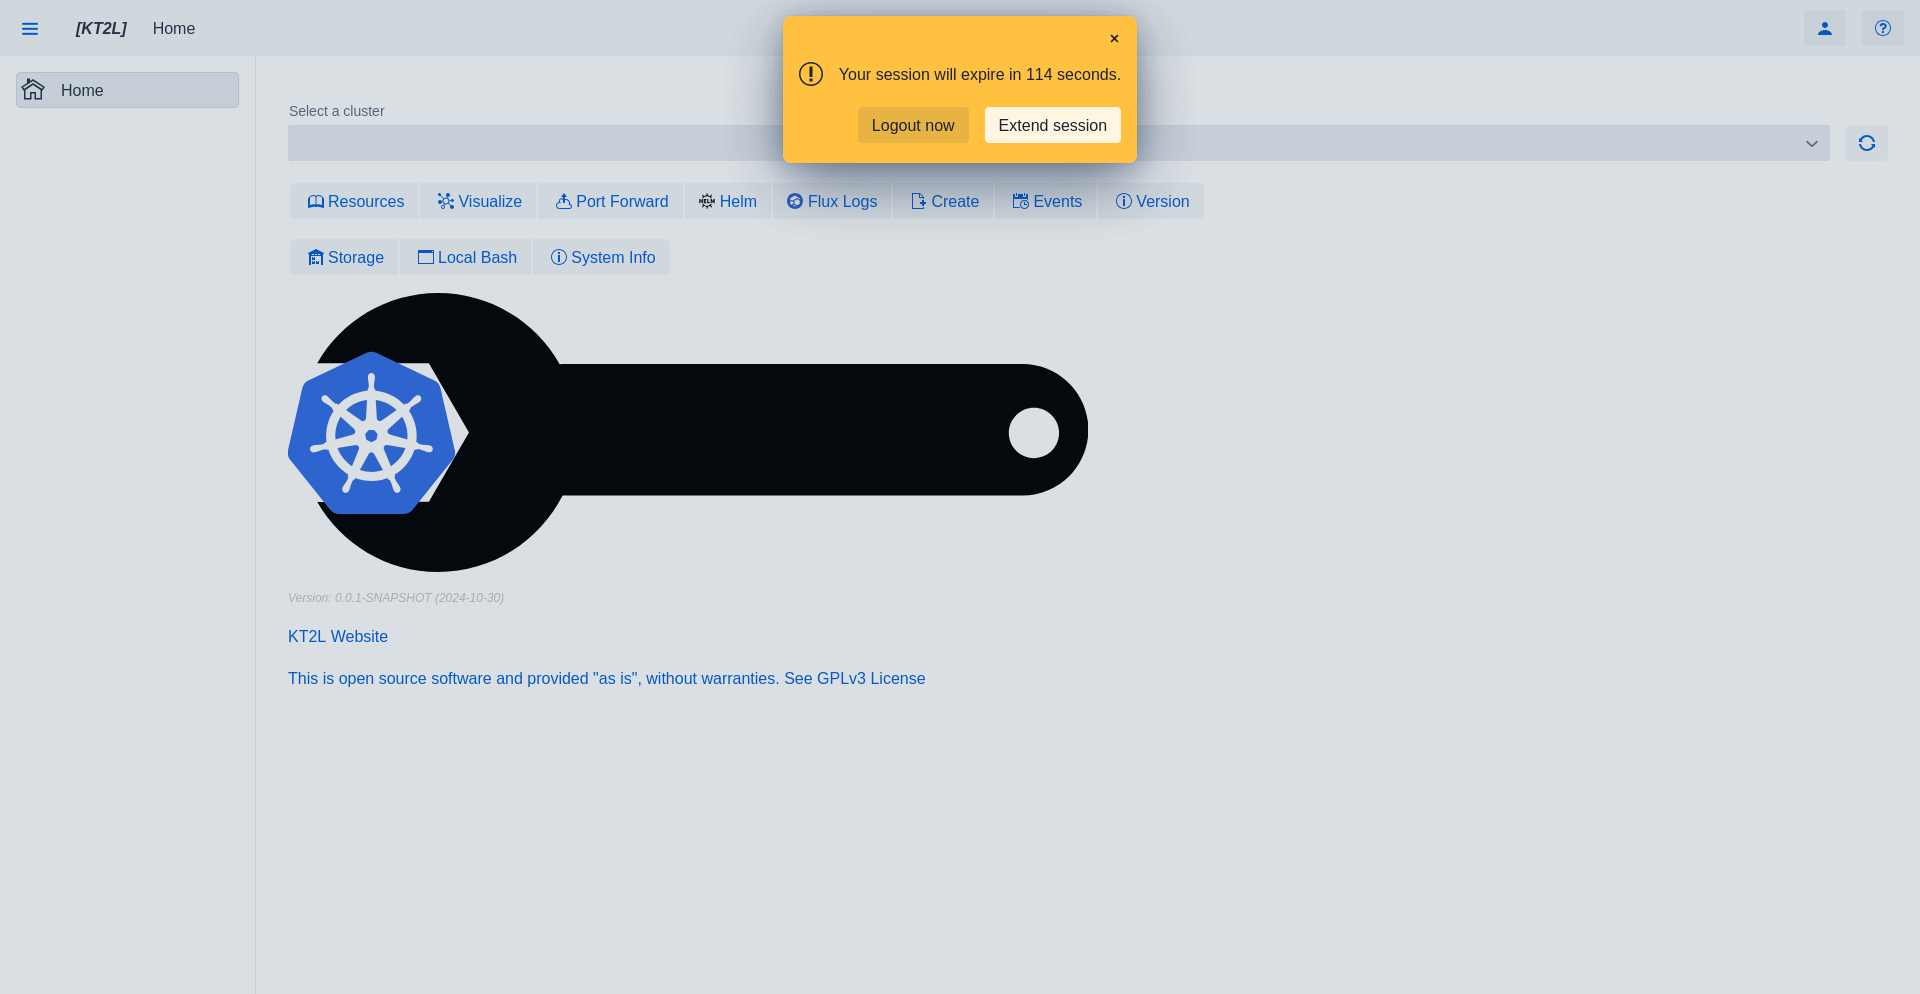 [KT2L] Home
Your session will expire in 114 seconds.
Logout now Extend session
Home
Select a cluster
Resources Visualize Port Forward HELM Helm Flux Logs Create Events Version
Storage Local Bash System Info
Version: 0.0.1-SNAPSHOT (2024-10-30)
KT2L Website
This is open source software and provided "as is", without warranties. See GPLv3 License